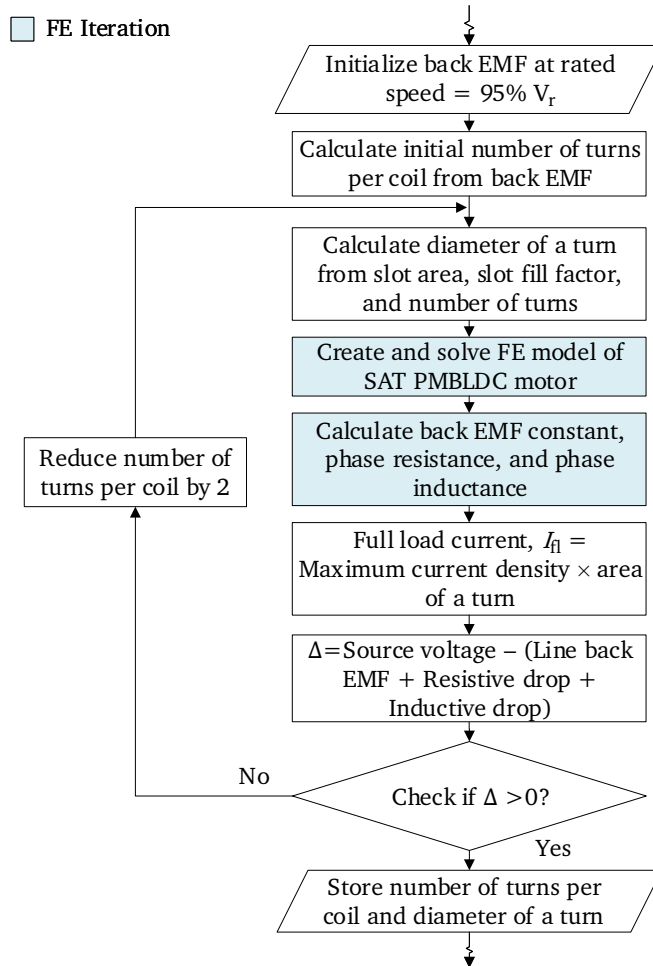 FE Iteration
Initialize back EMF at rated
speed = 95% Vr
Calculate initial number of turns
per coil from back EMF
Calculate diameter of a turn
from slot area, slot fill factor,
and number of turns
Create and solve FE model of
SAT PMBLDC motor
Calculate back EMF constant,
phase resistance, and phase
inductance
Reduce number of
turns per coil by 2
Full load current, Ifl =
Maximum current density × area
of a turn
Δ=Source voltage – (Line back
EMF + Resistive drop +
Inductive drop)
No
Check if Δ >0?
Yes
Store number of turns per
coil and diameter of a turn